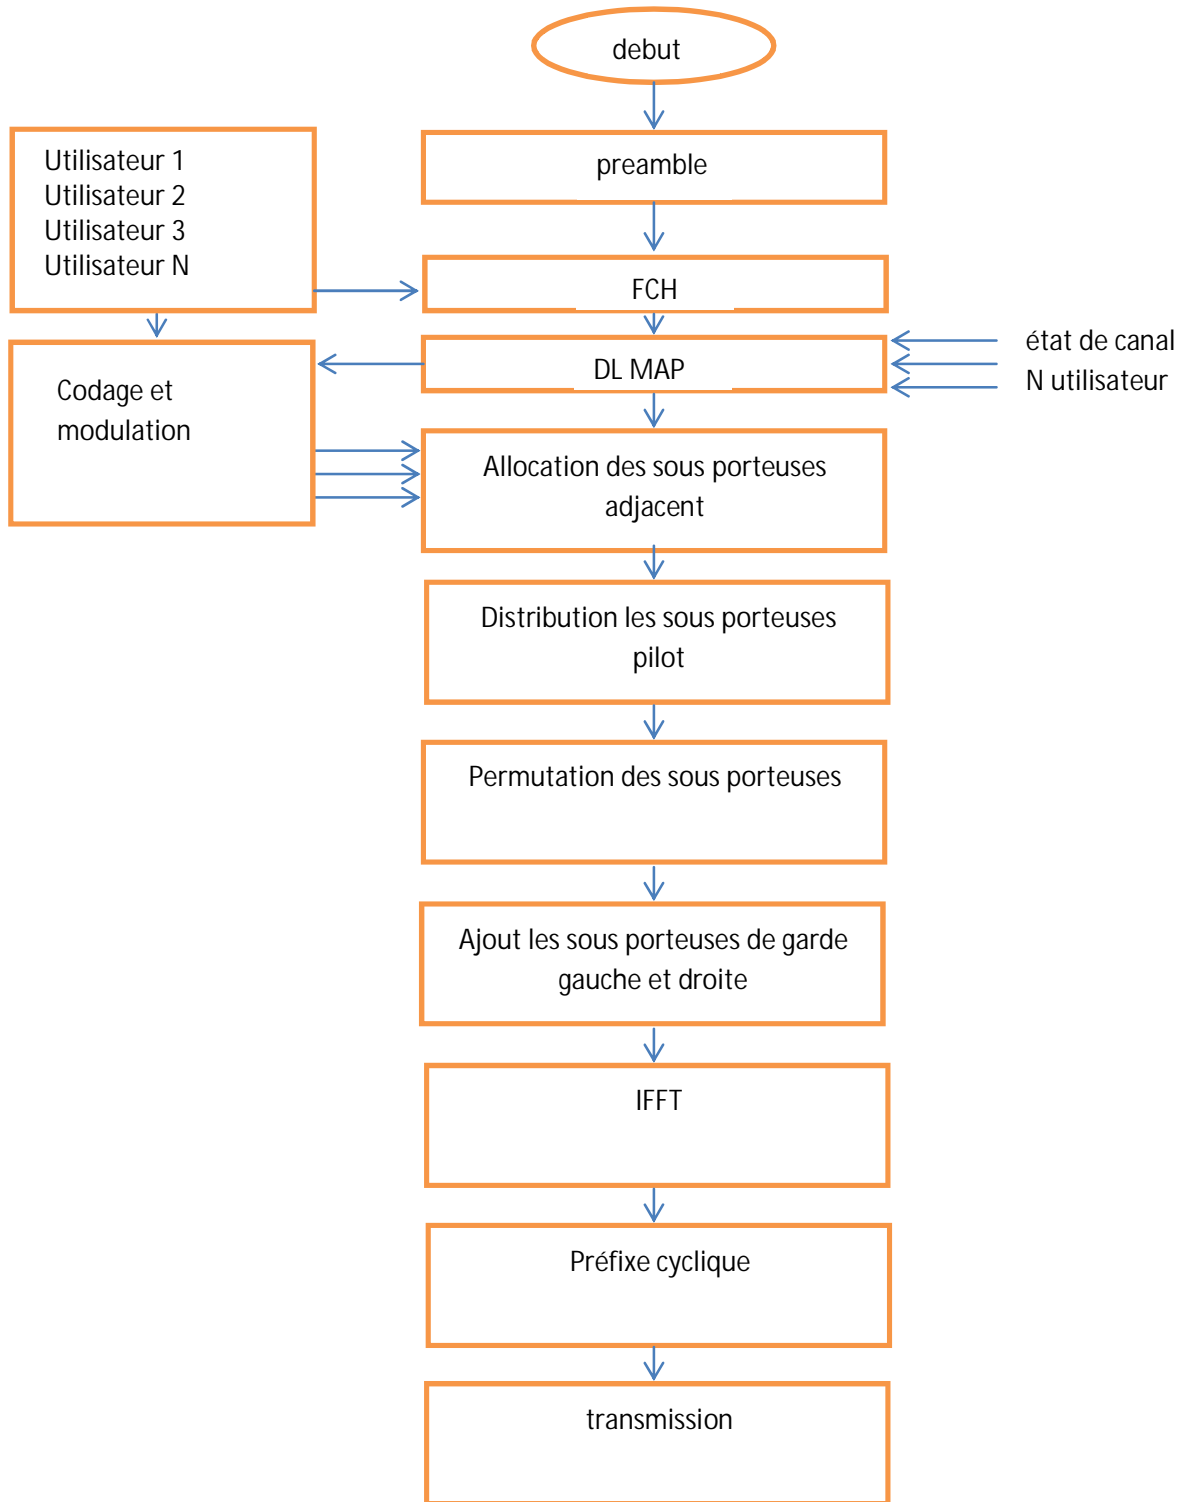 debut
preamble
Utilisateur 1
Utilisateur 2
Utilisateur 3
Utilisateur N
FCH
DL MAP
état de canal
N utilisateur
Codage et
modulation
Allocation des sous porteuses
adjacent
Distribution les sous porteuses
pilot
Permutation des sous porteuses
Ajout les sous porteuses de garde
gauche et droite
IFFT
Préfixe cyclique
transmission